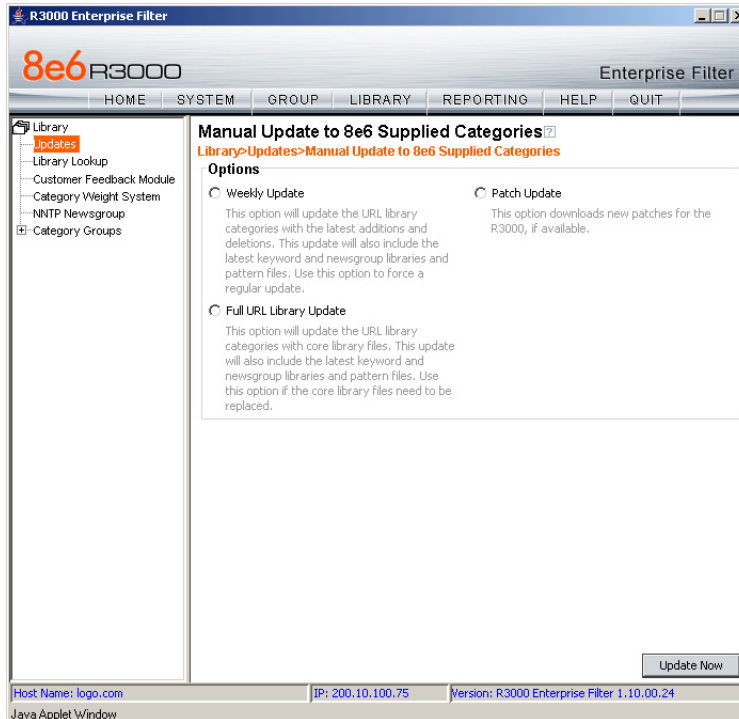 R3000 Enterprise Filter
8e6 R3000
Enterprise Filter
HOME SYSTEM GROUP LIBRARY REPORTING HELP QUIT
Library
Updates
Library Lookup
Customer Feedback Module
Category Weight System
NNTP Newsgroup
Category Groups
Manual Update to 8e6 Supplied Categories ?
Library>Updates>Manual Update to 8e6 Supplied Categories
Options
Weekly Update
This option will update the URL library
categories with the latest additions and
deletions. This update will also include the
latest keyword and newsgroup libraries and
pattern files. Use this option to force a
regular update.
Patch Update
This option downloads new patches for the
R3000, if available.
Full URL Library Update
This option will update the URL library
categories with core library files. This update
will also include the latest keyword and
newsgroup libraries and pattern files. Use
this option if the core library files need to be
replaced.
Update Now
Host Name: logo.com
IP: 200.10.100.75
Version: R3000 Enterprise Filter 1.10.00.24
Java Applet Window